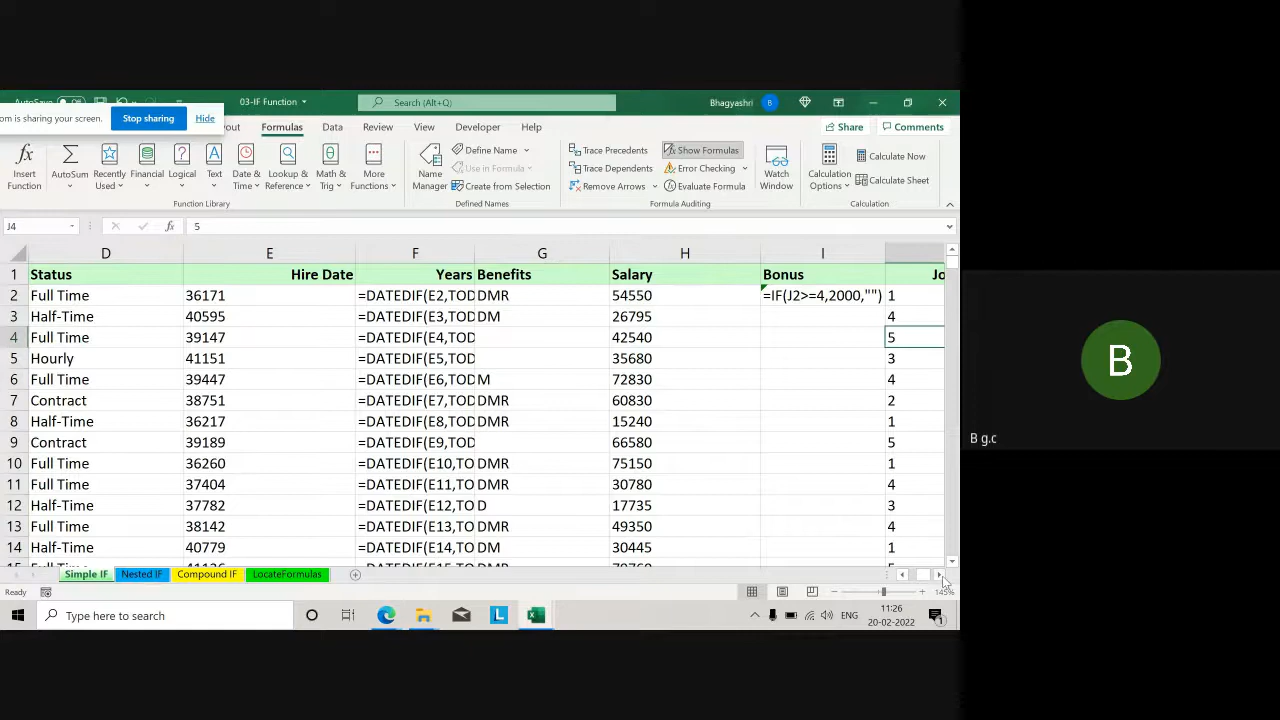 AutoSave
03-IF Function
Search (Alt+Q)
Bhagyashri B
om is sharing your screen. Stop sharing Hide
out Formulas Data Review View Developer Help Share Comments
Insert Function
AutoSum
Recently Used
Financial
Logical
Text
Date & Time
Lookup & Reference
Math & Trig
More Functions
Function Library
Name Manager
Define Name
Use in Formula
Create from Selection
Defined Names
Trace Precedents
Trace Dependents
Remove Arrows
Show Formulas
Error Checking
Evaluate Formula
Formula Auditing
Watch Window
Calculation Options
Calculate Now
Calculate Sheet
Calculation
J4 fx 5
D E F G H I
1 Status Hire Date Years Benefits Salary Bonus Jo
2 Full Time 36171 =DATEDIF(E2,TOD DMR 54550 =IF(J2>=4,2000,"") 1
3 Half-Time 40595 =DATEDIF(E3,TOD DM 26795 4
4 Full Time 39147 =DATEDIF(E4,TOD 42540 5
5 Hourly 41151 =DATEDIF(E5,TOD 35680 3
6 Full Time 39447 =DATEDIF(E6,TOD M 72830 4
7 Contract 38751 =DATEDIF(E7,TOD DMR 60830 2
8 Half-Time 36217 =DATEDIF(E8,TOD DMR 15240 1
9 Contract 39189 =DATEDIF(E9,TOD 66580 5
10 Full Time 36260 =DATEDIF(E10,TO DMR 75150 1
11 Full Time 37404 =DATEDIF(E11,TO DMR 30780 4
12 Half-Time 37782 =DATEDIF(E12,TO D 17735 3
13 Full Time 38142 =DATEDIF(E13,TO DMR 49350 4
14 Half-Time 40779 =DATEDIF(E14,TO DM 30445 1
Simple IF Nested IF Compound IF LocateFormulas
Ready 145%
Type here to search
L
ENG
11:26
20-02-2022
1
B
B g.c